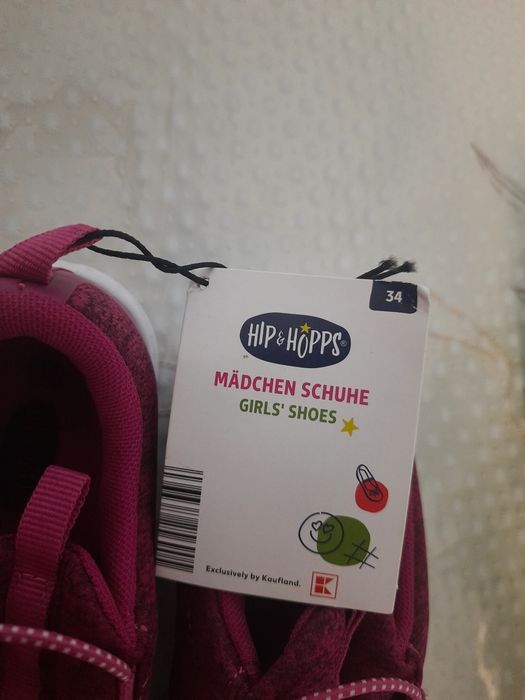 34
HIP & HOPPS®
MÄDCHEN SCHUHE
GIRLS' SHOES
#
Exclusively by Kaufland.
K